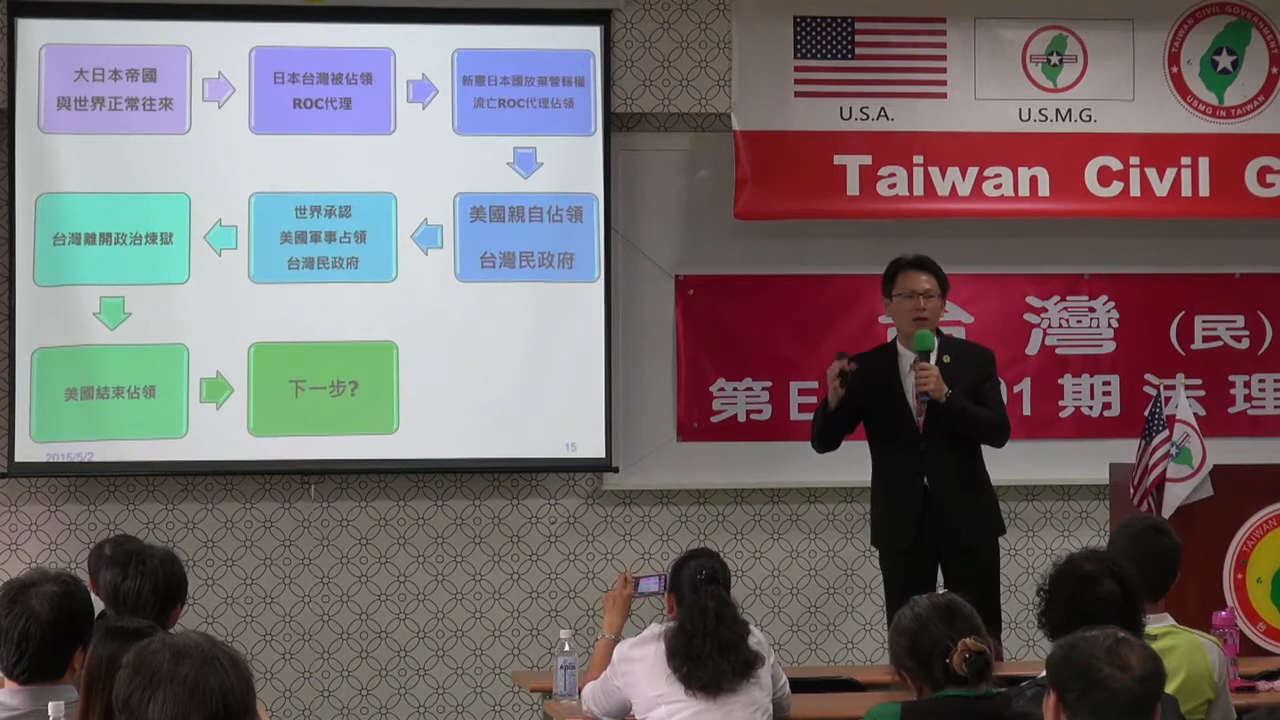 大日本帝國
與世界正常往來
日本台灣被佔領
ROC代理
新憲日本國放棄管轄權
流亡ROC代理佔領
台灣離開政治煉獄
世界承認
美國軍事占領
台灣民政府
美國親自佔領
台灣民政府
美國結束佔領
下一步?
2015/5/2
15
U.S.A.
U.S.M.G.
TAIWAN CIVIL GOVERNMENT
USMG IN TAIWAN
Taiwan Civil G
台灣(民)
第E 01期法理
TAIWAN